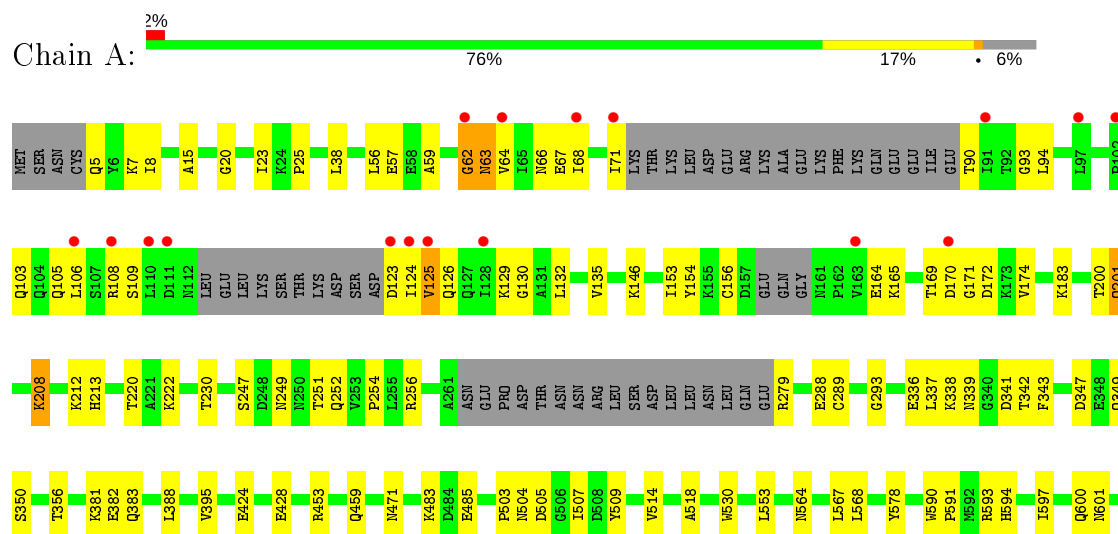 2%
Chain A:
76% 17% • 6%
MET SER ASN CYS Q5 Y6 K7 I8 A15 G20 I23 K24 P25 L38 L56 E57 E58 A59 G62 N63 V64 I65 N66 E67 I68 I71 LYS THR LYS LEU ASP GLU ARG LYS ALA GLU LYS PHE LYS GLN GLU GLU ILE GLU T90 I91 T92 G93 L94 L97
Q103 Q104 Q105 L106 S107 R108 S109 L110 D111 N112 LEU GLU LEU LYS SER THR LYS ASP SER ASP D123 I124 V125 Q126 Q127 I128 K129 G130 A131 L132 V135 K146 I153 Y154 K155 C156 D157 GLU GLN GLY N161 P162 V163 E164 K165 T169 D170 G171 D172 K173 V174 K183 T200
K208 K212 H213 T220 A221 K222 T230 S247 D248 N249 N250 T251 Q252 V253 P254 L255 R256 A261 ASN GLU PRO ASP THR ASN ASN ARG LEU SER ASP LEU LEU ASN LEU GLN GLU R279 E288 C289 G293 E336 L337 K338 N339 G340 D341 T342 F343 D347 E348
S350 T356 K381 E382 Q383 L388 V395 E424 E428 R453 Q459 N471 K483 D484 E485 P503 N504 D505 G506 I507 D508 Y509 V514 A518 W530 L553 N564 L567 L568 Y578 W590 P591 M592 R593 H594 I597 Q600 N601